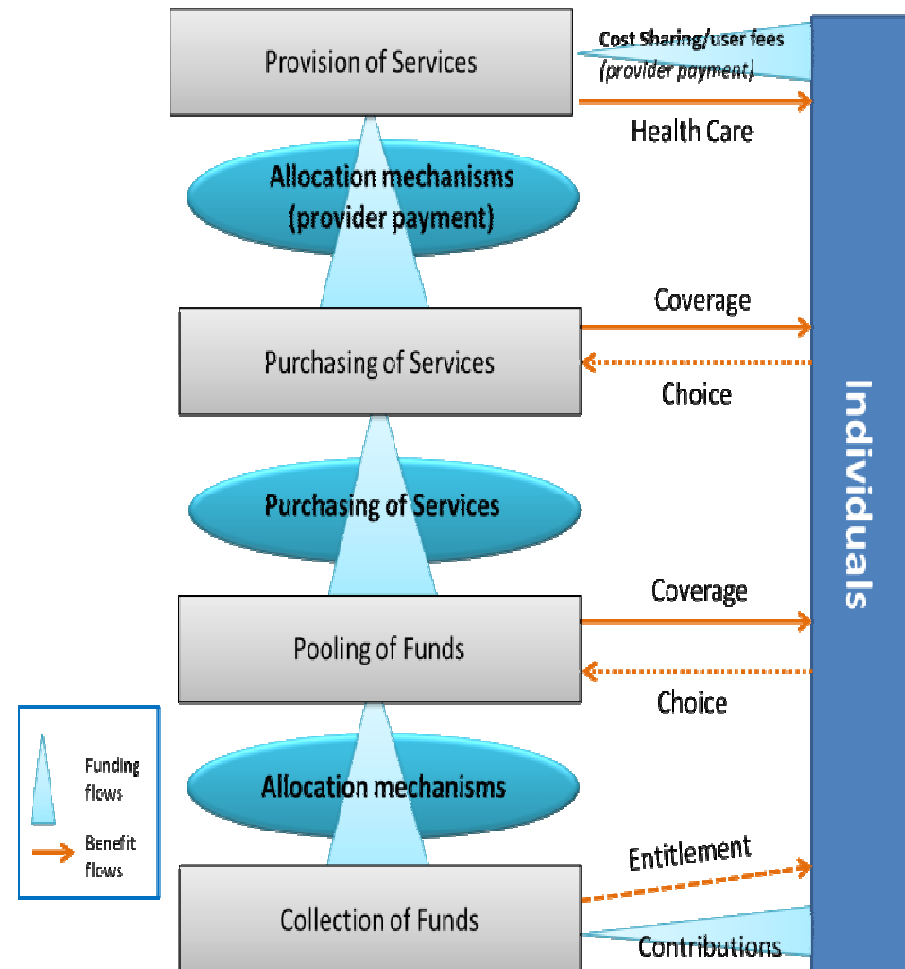 Cost Sharing/user fees
(provider payment)
Provision of Services
Health Care
Allocation mechanisms
(provider payment)
Coverage
Purchasing of Services
Choice
Individuals
Purchasing of Services
Coverage
Pooling of Funds
Choice
Funding
flows
Benefit
flows
Allocation mechanisms
Entitlement
Collection of Funds
Contributions